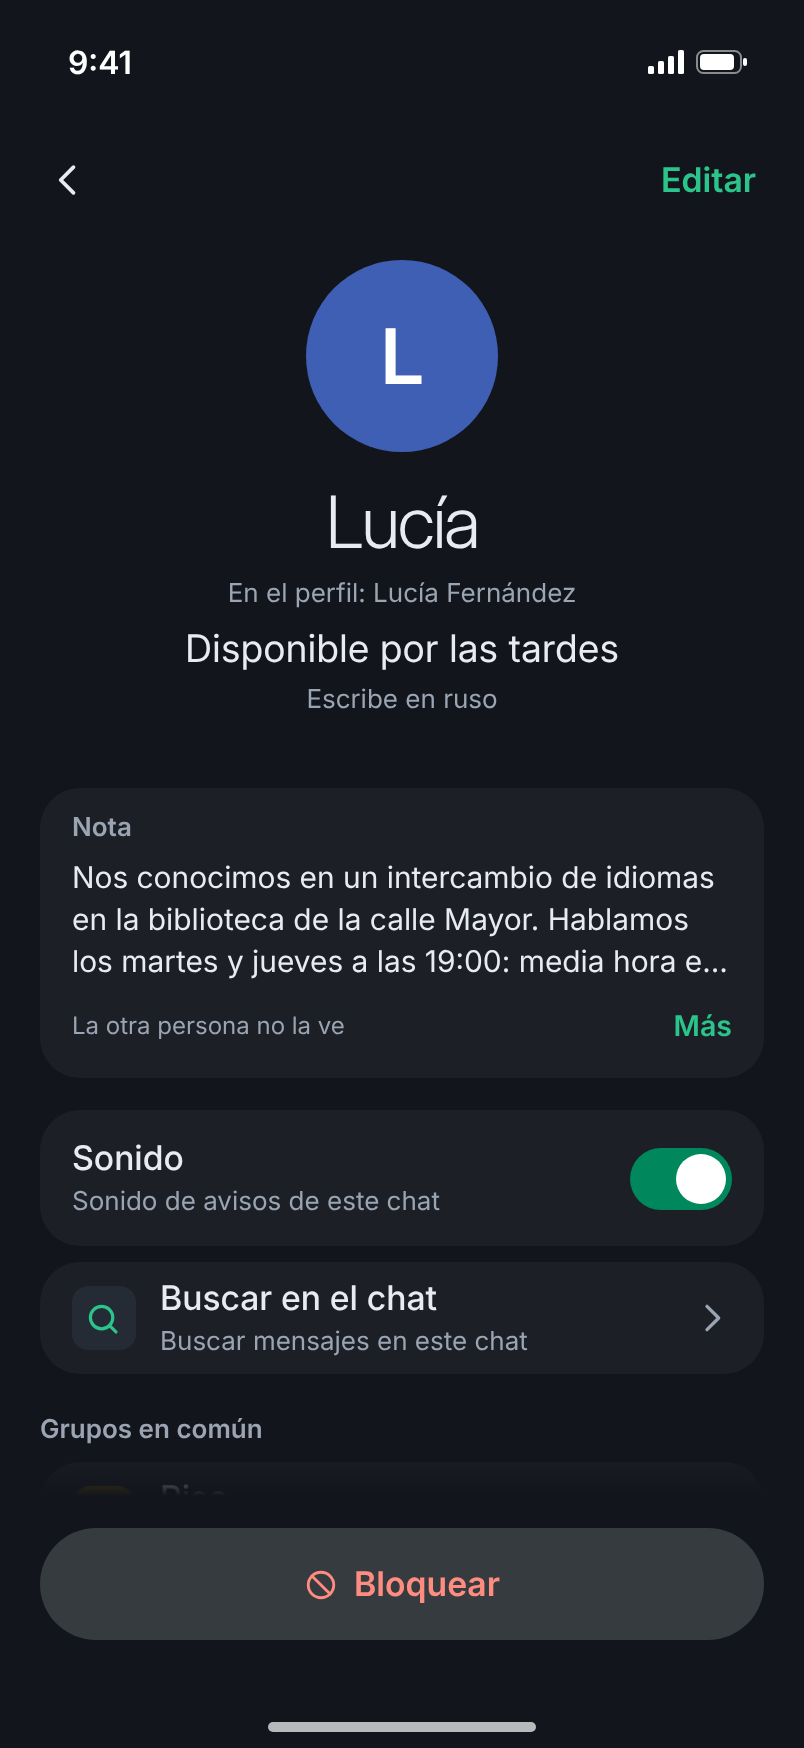 9:41
Editar
L
Lucía
En el perfil: Lucía Fernández
Disponible por las tardes
Escribe en ruso
Nota
Nos conocimos en un intercambio de idiomas
en la biblioteca de la calle Mayor. Hablamos
los martes y jueves a las 19:00: media hora e...
La otra persona no la ve
Más
Sonido
Sonido de avisos de este chat
Buscar en el chat
Buscar mensajes en este chat
Grupos en común
Bloquear